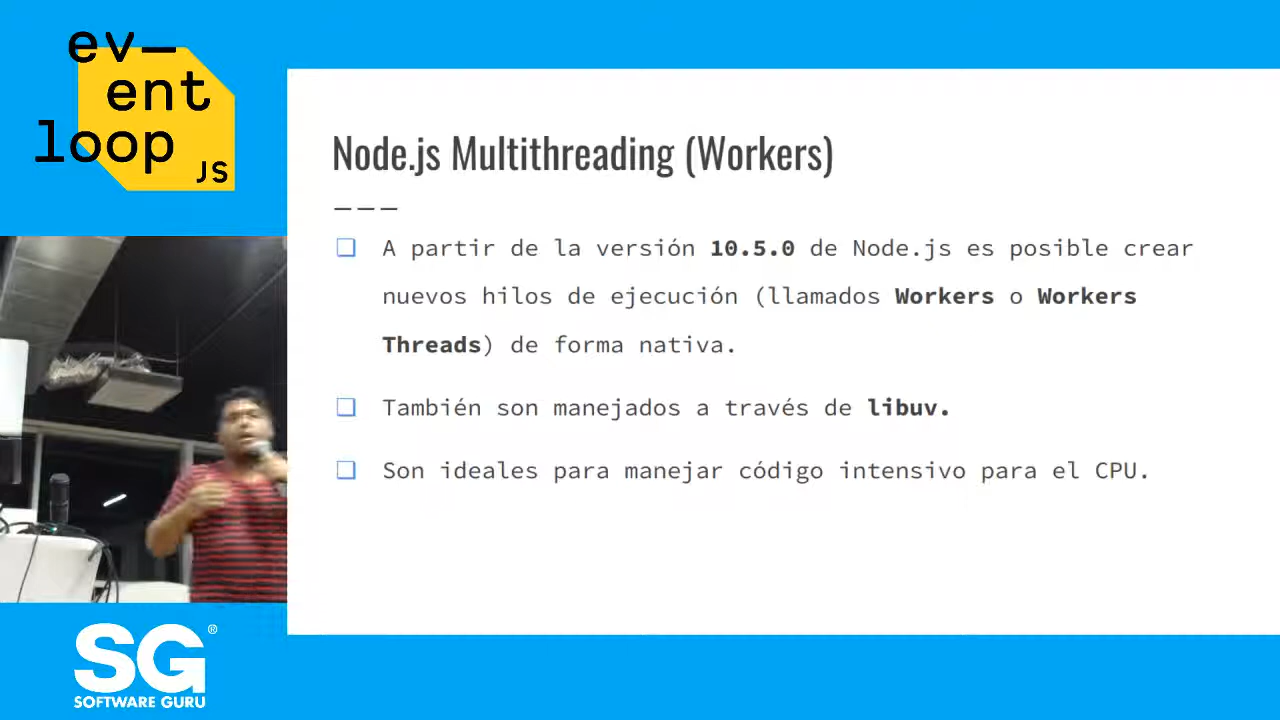 ev—
ent
loop
JS
Node.js Multithreading (Workers)
❏ A partir de la versión 10.5.0 de Node.js es posible crear
nuevos hilos de ejecución (llamados Workers o Workers
Threads) de forma nativa.
❏ También son manejados a través de libuv.
❏ Son ideales para manejar código intensivo para el CPU.
SG®
SOFTWARE GURU